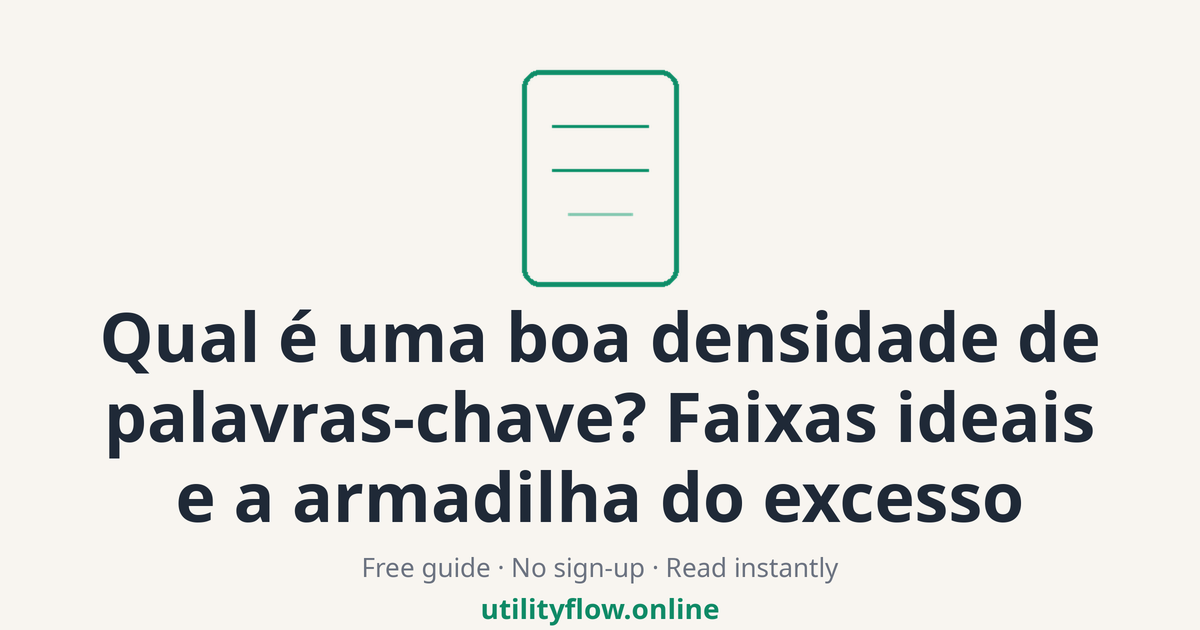 Qual é uma boa densidade de
palavras-chave? Faixas ideais
e a armadilha do excesso
Free guide · No sign-up · Read instantly
utilityflow.online